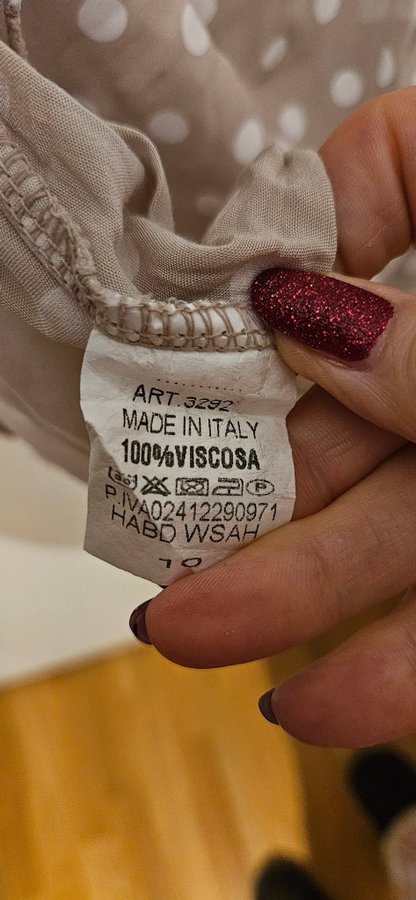 ART.3292
MADE IN ITALY
100%VISCOSA
P.IVA02412290971
HABD WSAH